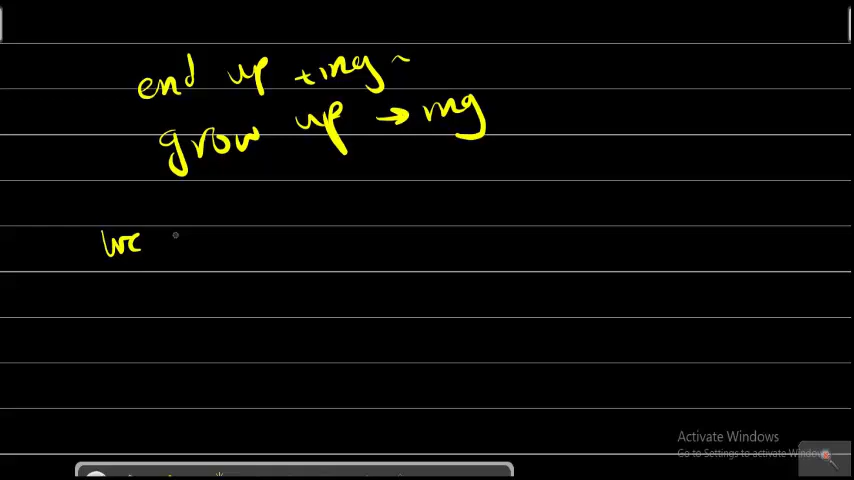 end up +ing
grow up → ing
we
Activate Windows
Go to Settings to activate Windows.